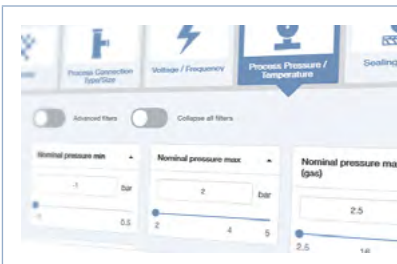 Process Connection
Type/Size
Voltage / Frequency
Process Pressure /
Temperature
Sealing
Advanced filters
Collapse all filters
Nominal pressure min
-1
bar
-1
0.5
Nominal pressure max
2
bar
2
4
5
Nominal pressure ma
(gas)
2.5
2.5
16